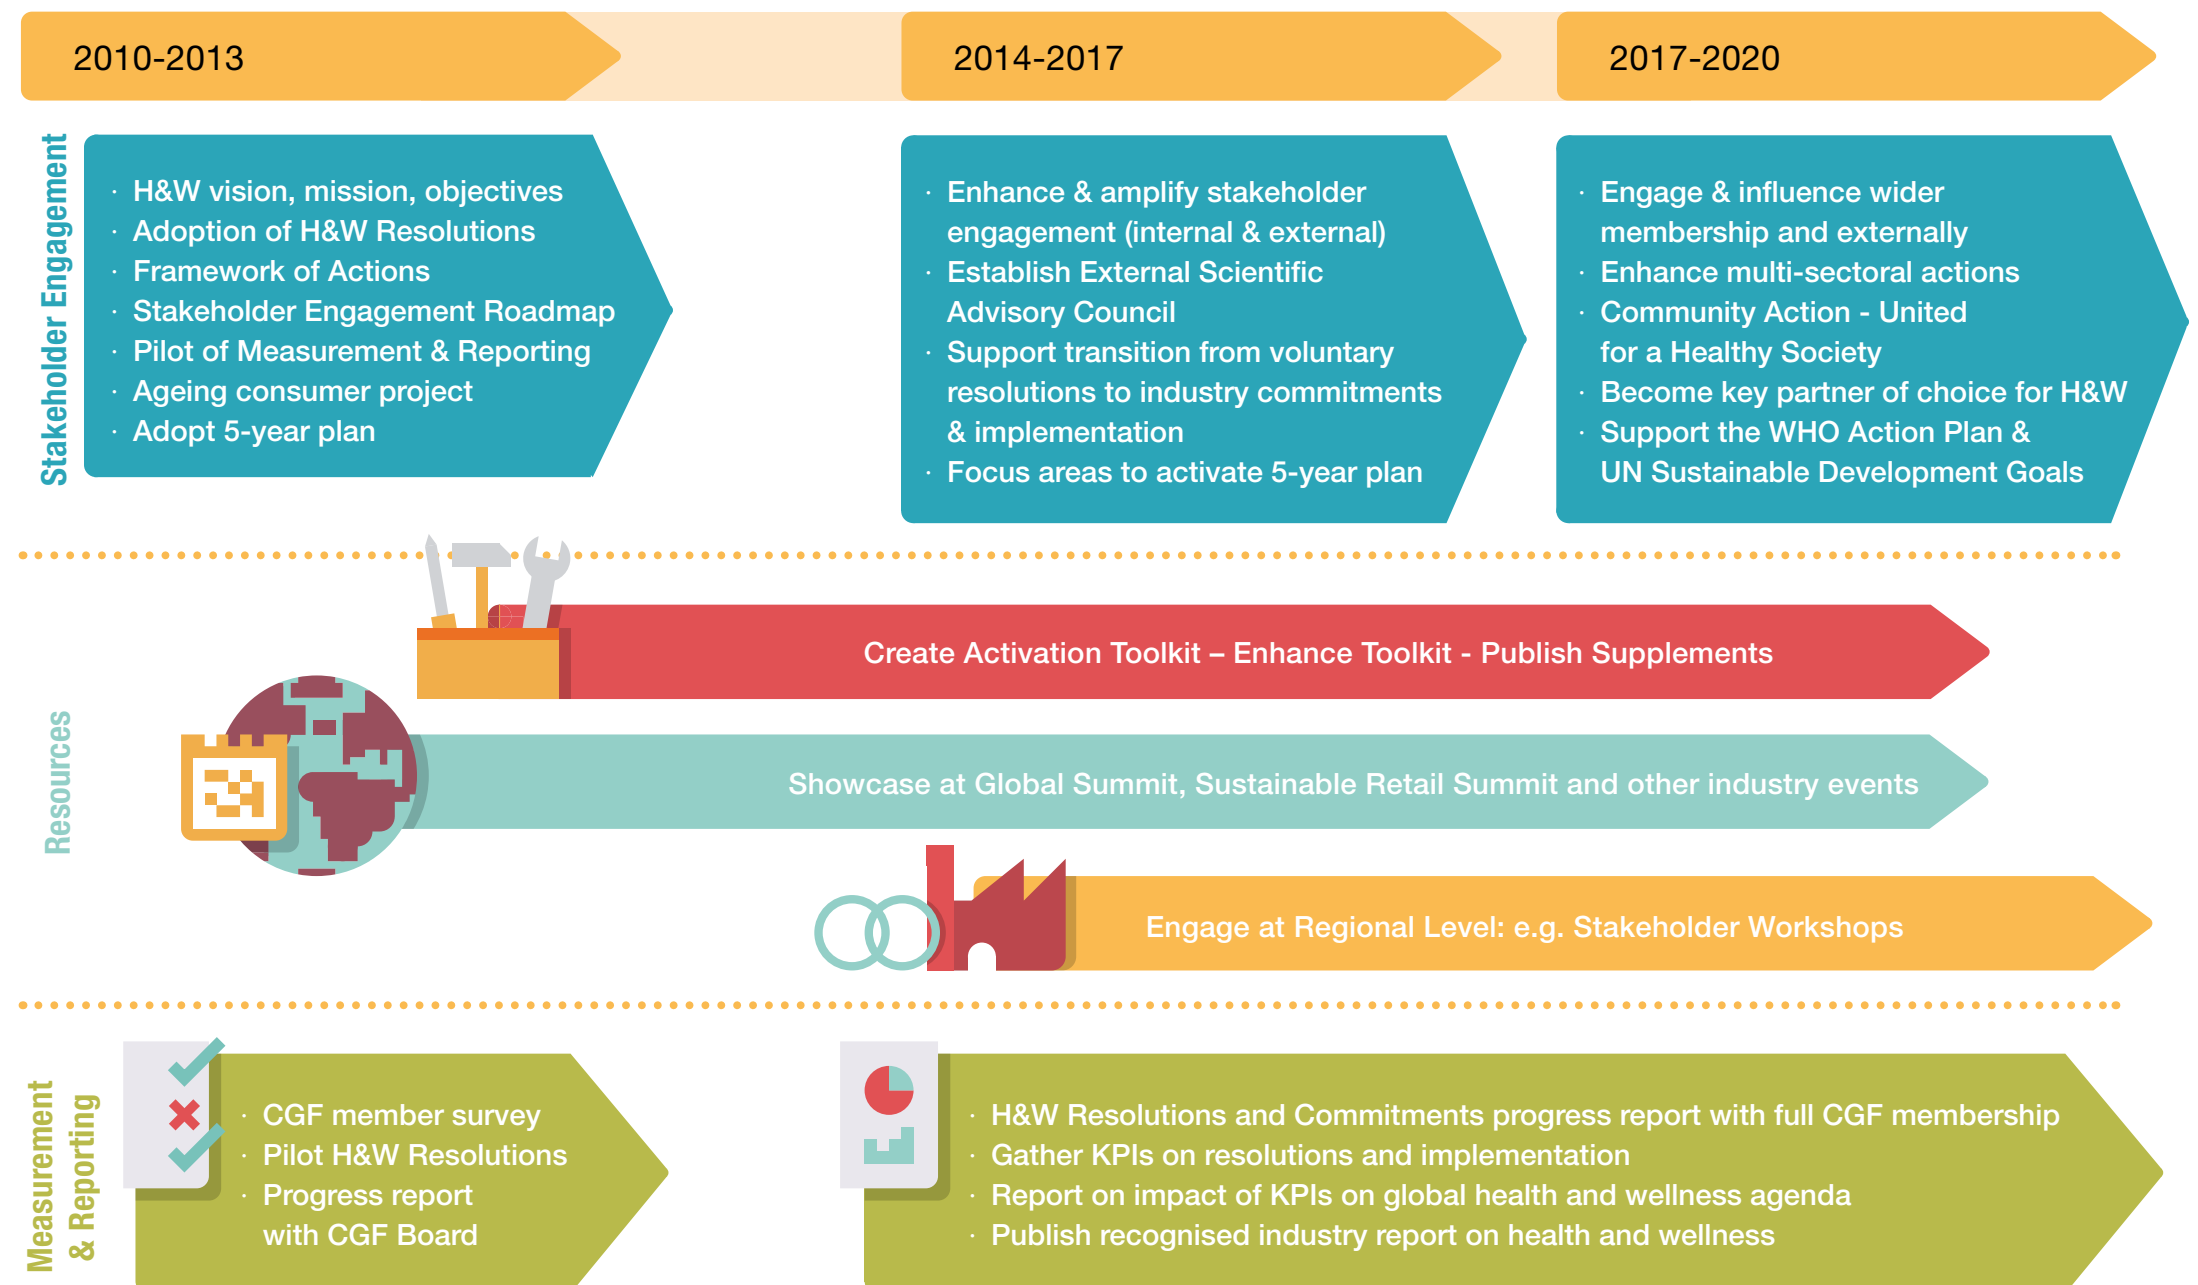 2010-2013
2014-2017
2017-2020
Stakeholder Engagement
· H&W vision, mission, objectives
· Adoption of H&W Resolutions
· Framework of Actions
· Stakeholder Engagement Roadmap
· Pilot of Measurement & Reporting
· Ageing consumer project
· Adopt 5-year plan
· Enhance & amplify stakeholder
engagement (internal & external)
· Establish External Scientific
Advisory Council
· Support transition from voluntary
resolutions to industry commitments
& implementation
· Focus areas to activate 5-year plan
· Engage & influence wider
membership and externally
· Enhance multi-sectoral actions
· Community Action - United
for a Healthy Society
· Become key partner of choice for H&W
· Support the WHO Action Plan &
UN Sustainable Development Goals
Resources
Create Activation Toolkit – Enhance Toolkit - Publish Supplements
Showcase at Global Summit, Sustainable Retail Summit and other industry events
Engage at Regional Level: e.g. Stakeholder Workshops
Measurement
& Reporting
· CGF member survey
· Pilot H&W Resolutions
· Progress report
with CGF Board
· H&W Resolutions and Commitments progress report with full CGF membership
· Gather KPIs on resolutions and implementation
· Report on impact of KPIs on global health and wellness agenda
· Publish recognised industry report on health and wellness